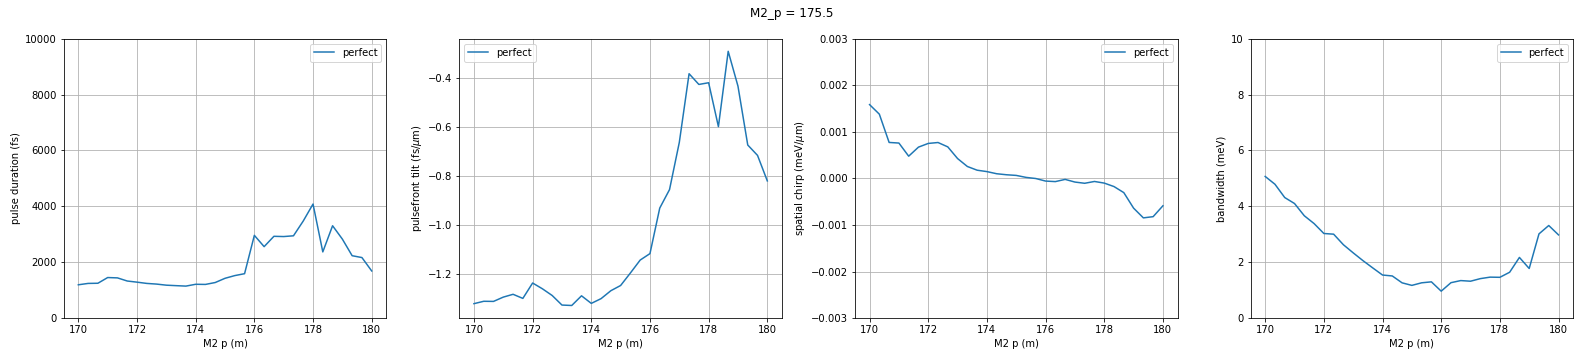 M2_p = 175.5
pulse duration (fs)
10000
8000
6000
4000
2000
0
170 172 174 176 178 180
M2 p (m)
perfect
pulsefront tilt (fs/μm)
−0.4
−0.6
−0.8
−1.0
−1.2
170 172 174 176 178 180
M2 p (m)
perfect
spatial chirp (meV/μm)
0.003
0.002
0.001
0.000
−0.001
−0.002
−0.003
170 172 174 176 178 180
M2 p (m)
perfect
bandwidth (meV)
10
8
6
4
2
0
170 172 174 176 178 180
M2 p (m)
perfect